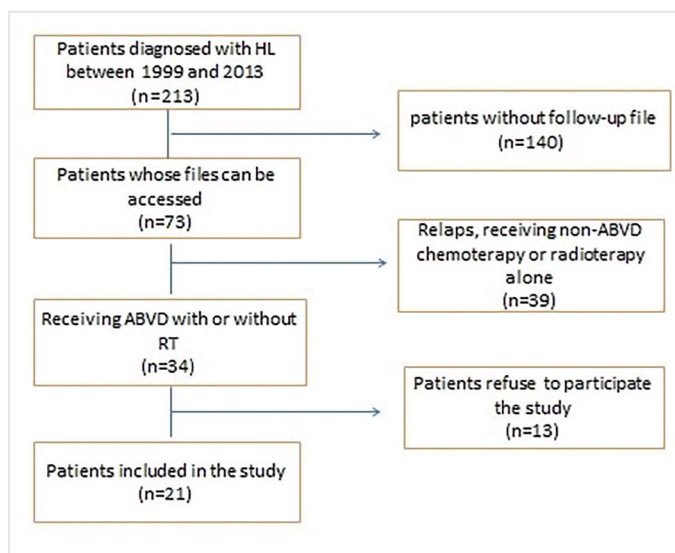 Patients diagnosed with HL
between 1999 and 2013
(n=213)
patients without follow-up file
(n=140)
Patients whose files can be
accessed
(n=73)
Relaps, receiving non-ABVD
chemoterapy or radioterapy
alone
(n=39)
Receiving ABVD with or without
RT
(n=34)
Patients refuse to participate
the study
(n=13)
Patients included in the study
(n=21)